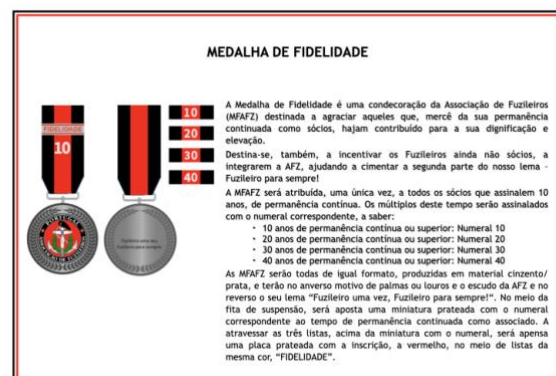 MEDALHA DE FIDELIDADE
FIDELIDADE
10
10
20
30
40
PORTUGAL
Fuzileiro uma vez
Fuzileiro para sempre
A Medalha de Fidelidade é uma condecoração da Associação de Fuzileiros
(MFAFZ) destinada a agraciar aqueles que, mercê da sua permanência
continuada como sócios, hajam contribuído para a sua dignificação e
elevação.
Destina-se, também, a incentivar os Fuzileiros ainda não sócios, a
integrarem a AFZ, ajudando a cimentar a segunda parte do nosso lema –
Fuzileiro para sempre!
A MFAFZ será atribuída, uma única vez, a todos os sócios que assinalem 10
anos, de permanência contínua. Os múltiplos deste tempo serão assinalados
com o numeral correspondente, a saber:
• 10 anos de permanência contínua ou superior: Numeral 10
• 20 anos de permanência contínua ou superior: Numeral 20
• 30 anos de permanência contínua ou superior: Numeral 30
• 40 anos de permanência contínua ou superior: Numeral 40
As MFAFZ serão todas de igual formato, produzidas em material cinzento/
prata, e terão no anverso motivo de palmas ou louros e o escudo da AFZ e no
reverso o seu lema "Fuzileiro uma vez, Fuzileiro para sempre!". No meio da
fita de suspensão, será aposta uma miniatura prateada com o numeral
correspondente ao tempo de permanência continuada como associado. A
atravessar as três listas, acima da miniatura com o numeral, será apensa
uma placa prateada com a inscrição, a vermelho, no meio de listas da
mesma cor, "FIDELIDADE".